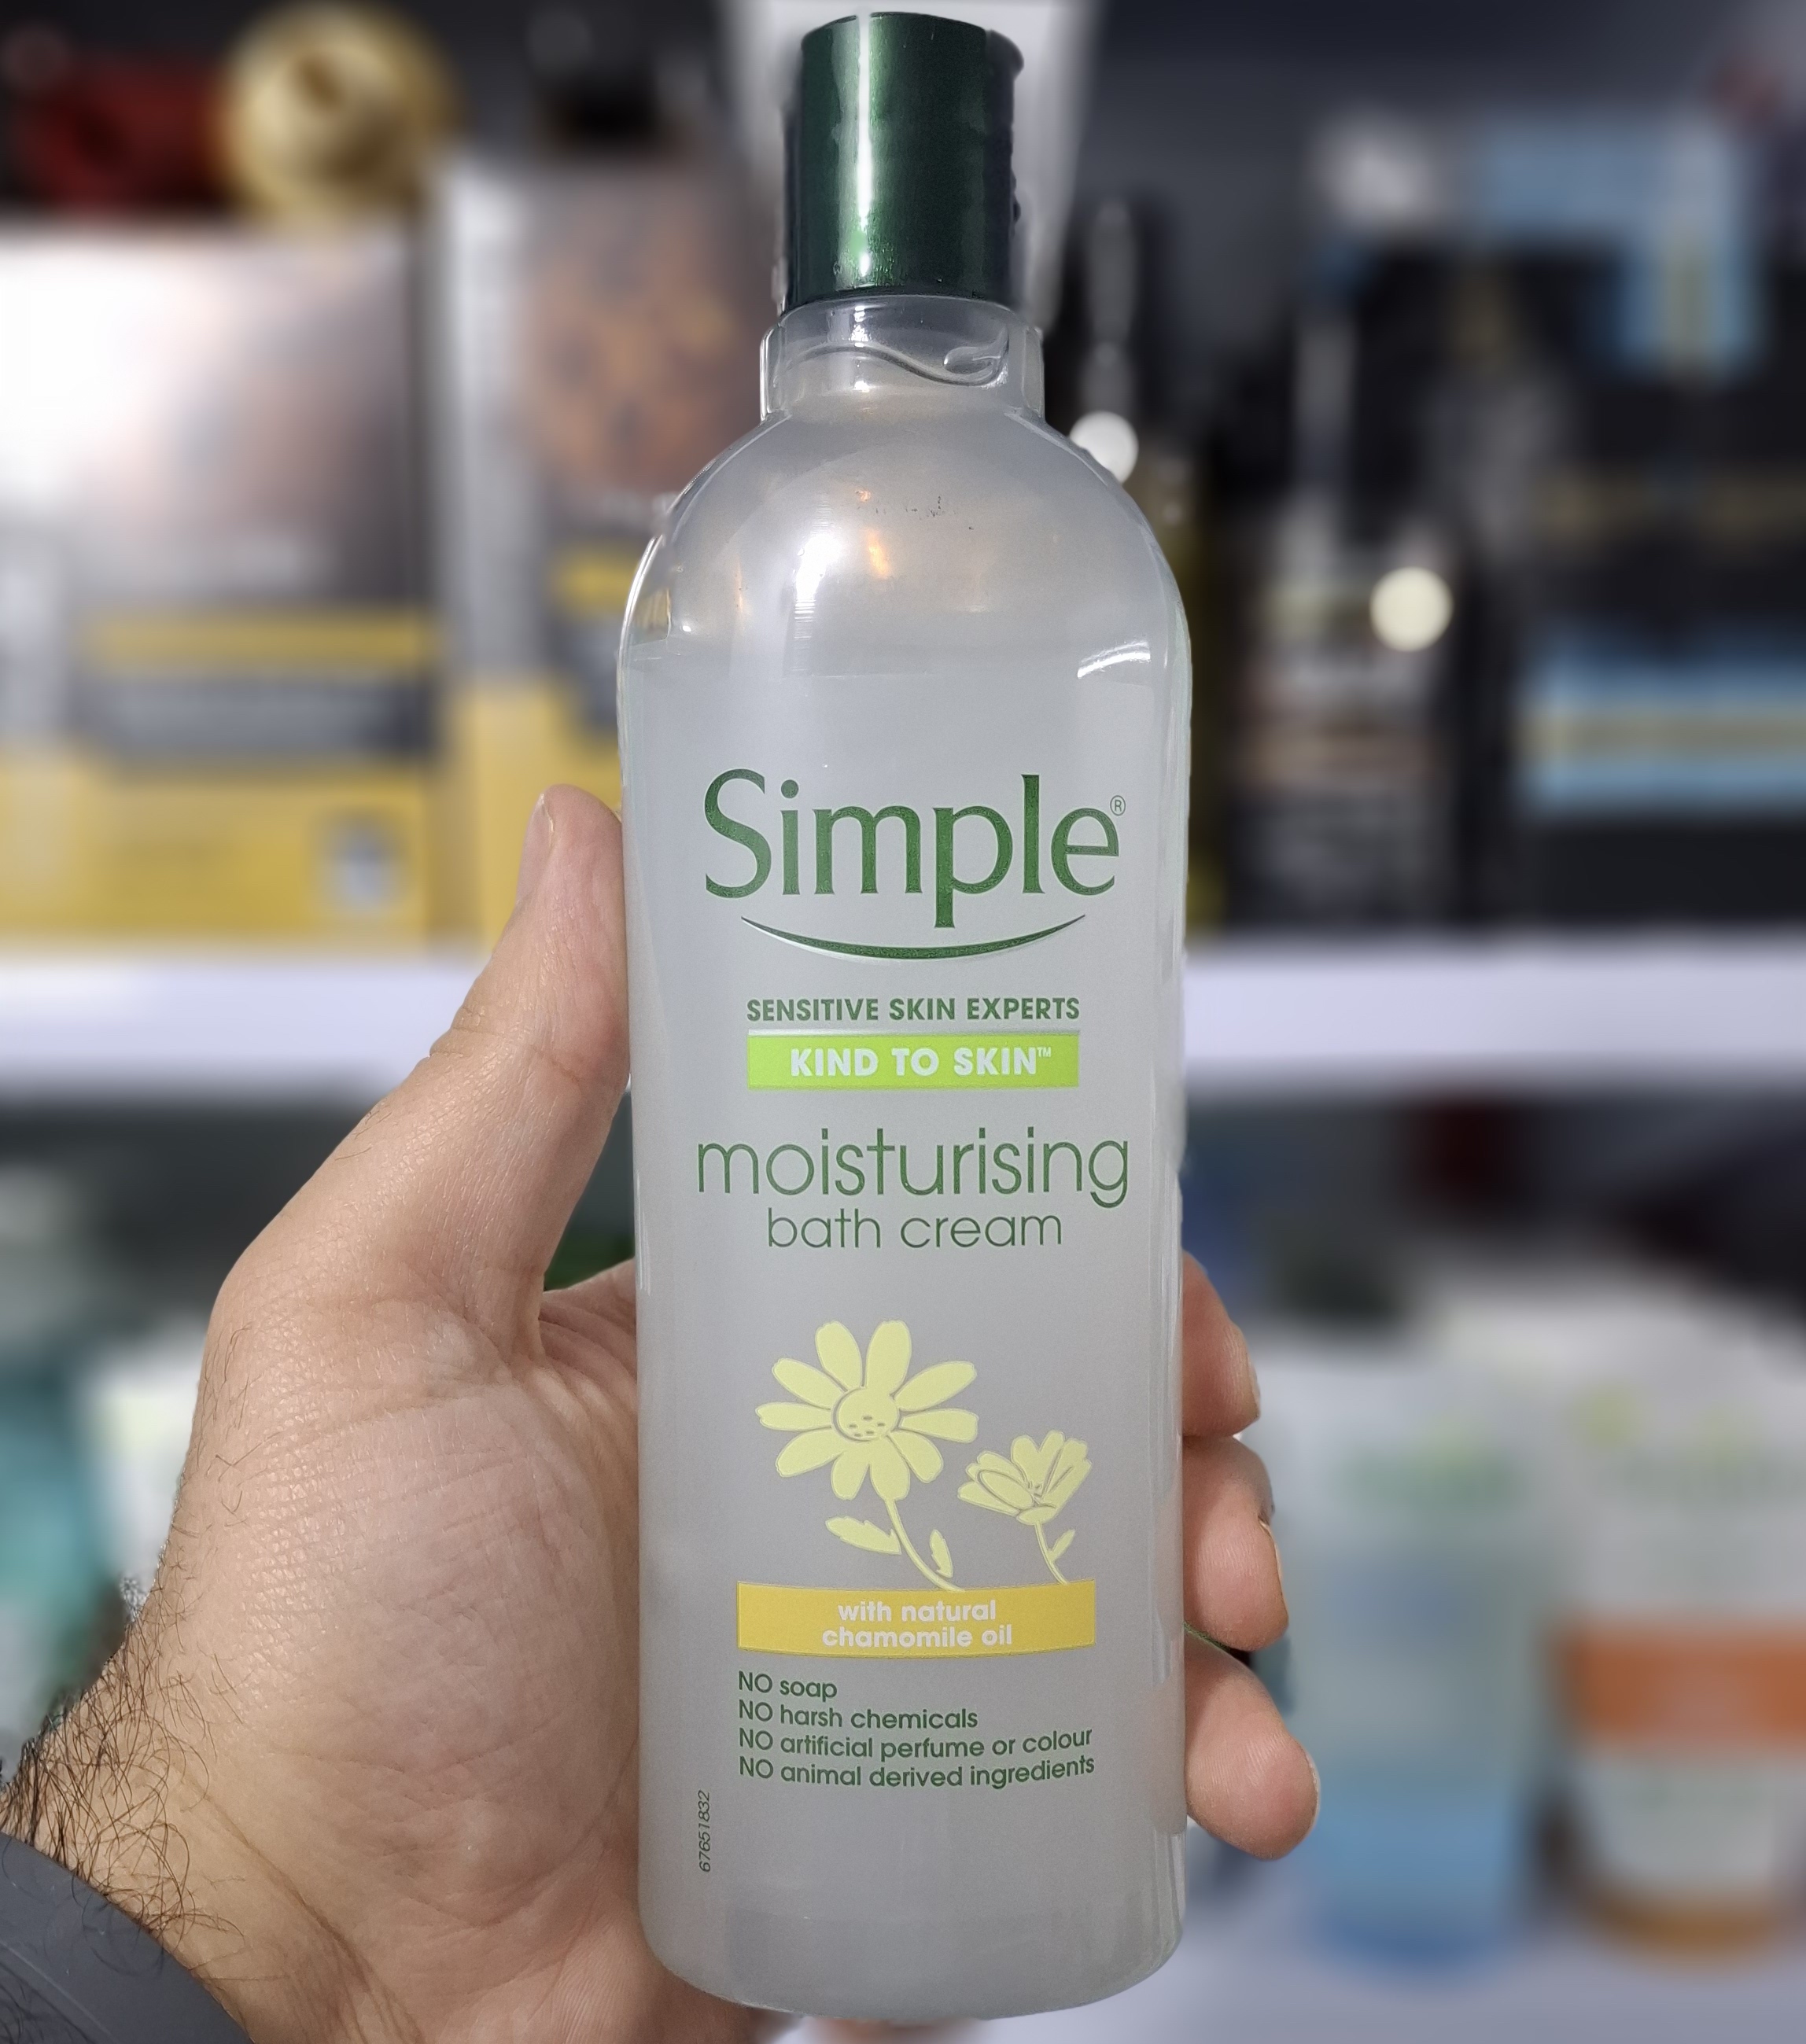 Simple®
SENSITIVE SKIN EXPERTS
KIND TO SKIN™
moisturising
bath cream
with natural
chamomile oil
NO soap
NO harsh chemicals
NO artificial perfume or colour
NO animal derived ingredients
67651832